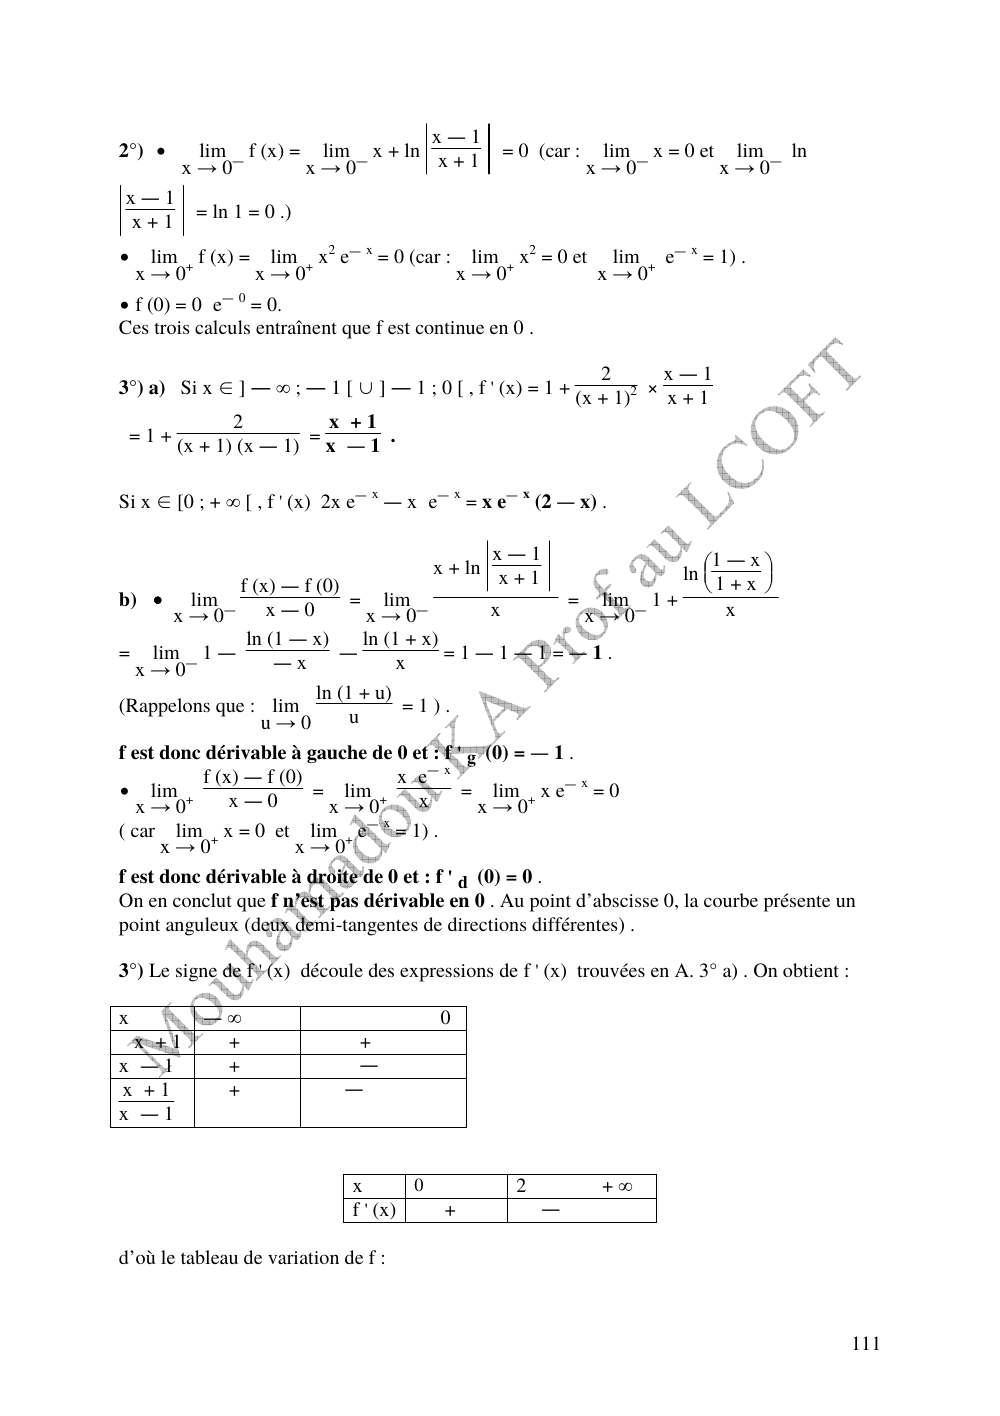 2°) • lim x → 0⁻ f (x) = lim x → 0⁻ x + ln |(x — 1)/(x + 1)| = 0 (car : lim x → 0⁻ x = 0 et lim x → 0⁻ ln
|(x — 1)/(x + 1)| = ln 1 = 0 .)
• lim x → 0⁺ f (x) = lim x → 0⁺ x² e^(— x) = 0 (car : lim x → 0⁺ x² = 0 et lim x → 0⁺ e^(— x) = 1) .
• f (0) = 0 e^(— 0) = 0.
Ces trois calculs entraînent que f est continue en 0 .
3°) a) Si x ∈ ] — ∞ ; — 1 [ ∪ ] — 1 ; 0 [ , f ' (x) = 1 + 2/(x + 1)² × (x — 1)/(x + 1)
= 1 + 2/((x + 1) (x — 1)) = (x + 1)/(x — 1) .
Si x ∈ [0 ; + ∞ [ , f ' (x) 2x e^(— x) — x e^(— x) = x e^(— x) (2 — x) .
b) • lim x → 0⁻ (f (x) — f (0))/(x — 0) = lim x → 0⁻ (x + ln |(x — 1)/(x + 1)|)/x = lim x → 0⁻ 1 + ln ((1 — x)/(1 + x))/x
= lim x → 0⁻ 1 — ln (1 — x)/(— x) — ln (1 + x)/x = 1 — 1 — 1 = — 1 .
(Rappelons que : lim u → 0 ln (1 + u)/u = 1 ) .
f est donc dérivable à gauche de 0 et : f ' g (0) = — 1 .
• lim x → 0⁺ (f (x) — f (0))/(x — 0) = lim x → 0⁺ (x e^(— x))/x = lim x → 0⁺ x e^(— x) = 0
( car lim x → 0⁺ x = 0 et lim x → 0⁺ e^(— x) = 1) .
f est donc dérivable à droite de 0 et : f ' d (0) = 0 .
On en conclut que f n'est pas dérivable en 0 . Au point d'abscisse 0, la courbe présente un
point anguleux (deux demi-tangentes de directions différentes) .
3°) Le signe de f ' (x) découle des expressions de f ' (x) trouvées en A. 3° a) . On obtient :
x — ∞ 0
x + 1 + +
x — 1 + —
(x + 1)/(x — 1) + —
x 0 2 + ∞
f ' (x) + —
d'où le tableau de variation de f :
111
Mouhamadou KA Prof au LCOFT